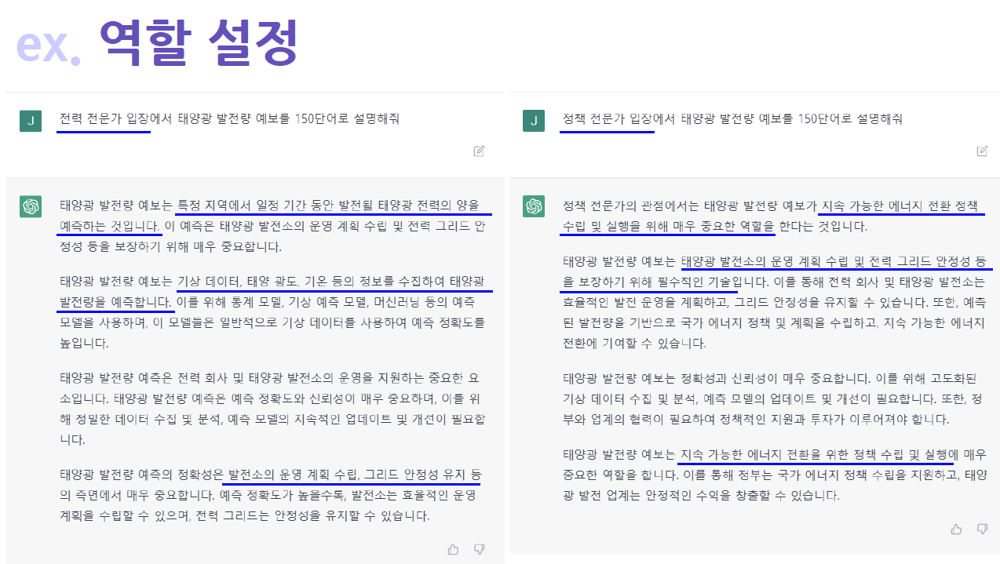 ex. 역할 설정
J
전력 전문가 입장에서 태양광 발전량 예보를 150단어로 설명해줘
태양광 발전량 예보는 특정 지역에서 일정 기간 동안 발전될 태양광 전력의 양을
예측하는 것입니다. 이 예측은 태양광 발전소의 운영 계획 수립 및 전력 그리드 안
정성 등을 보장하기 위해 매우 중요합니다.
태양광 발전량 예보는 기상 데이터, 태양 광도, 기온 등의 정보를 수집하여 태양광
발전량을 예측합니다. 이를 위해 통계 모델, 기상 예측 모델, 머신러닝 등의 예측
모델을 사용하며, 이 모델들은 일반적으로 기상 데이터를 사용하여 예측 정확도를
높입니다.
태양광 발전량 예측은 전력 회사 및 태양광 발전소의 운영을 지원하는 중요한 요
소입니다. 태양광 발전량 예측은 예측 정확도와 신뢰성이 매우 중요하며, 이를 위
해 정밀한 데이터 수집 및 분석, 예측 모델의 지속적인 업데이트 및 개선이 필요합
니다.
태양광 발전량 예측의 정확성은 발전소의 운영 계획 수립, 그리드 안정성 유지 등
의 측면에서 매우 중요합니다. 예측 정확도가 높을수록, 발전소는 효율적인 운영
계획을 수립할 수 있으며, 전력 그리드는 안정성을 유지할 수 있습니다.
J
정책 전문가 입장에서 태양광 발전량 예보를 150단어로 설명해줘
정책 전문가의 관점에서는 태양광 발전량 예보가 지속 가능한 에너지 전환 정책
수립 및 실행을 위해 매우 중요한 역할을 한다는 것입니다.
태양광 발전량 예보는 태양광 발전소의 운영 계획 수립 및 전력 그리드 안정성 등
을 보장하기 위해 필수적인 기술입니다. 이를 통해 전력 회사 및 태양광 발전소는
효율적인 발전 운영을 계획하고, 그리드 안정성을 유지할 수 있습니다. 또한, 예측
된 발전량을 기반으로 국가 에너지 정책 및 계획을 수립하고, 지속 가능한 에너지
전환에 기여할 수 있습니다.
태양광 발전량 예보는 정확성과 신뢰성이 매우 중요합니다. 이를 위해 고도화된
기상 데이터 수집 및 분석, 예측 모델의 업데이트 및 개선이 필요합니다. 또한, 정
부와 업계의 협력이 필요하여 정책적인 지원과 투자가 이루어져야 합니다.
태양광 발전량 예보는 지속 가능한 에너지 전환을 위한 정책 수립 및 실행에 매우
중요한 역할을 합니다. 이를 통해 정부는 국가 에너지 정책 수립을 지원하고, 태양
광 발전 업계는 안정적인 수익을 창출할 수 있습니다.